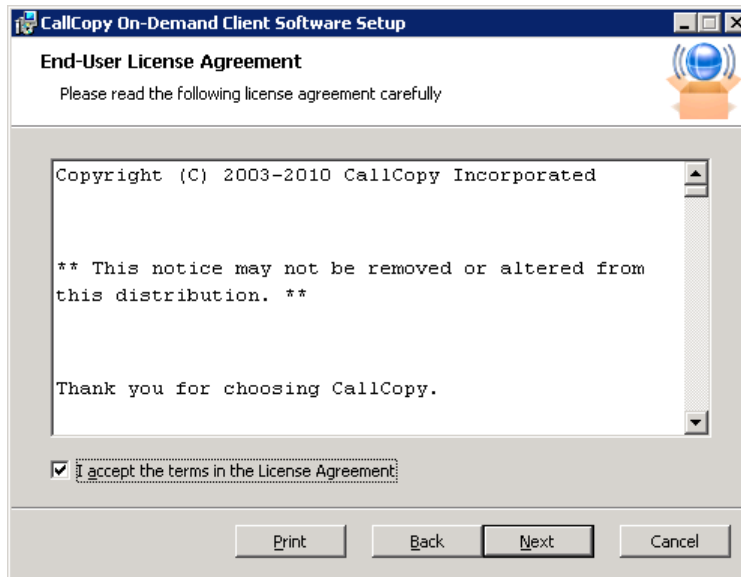 CallCopy On-Demand Client Software Setup
End-User License Agreement
Please read the following license agreement carefully
Copyright (C) 2003-2010 CallCopy Incorporated
** This notice may not be removed or altered from
this distribution. **
Thank you for choosing CallCopy.
I accept the terms in the License Agreement
Print Back Next Cancel